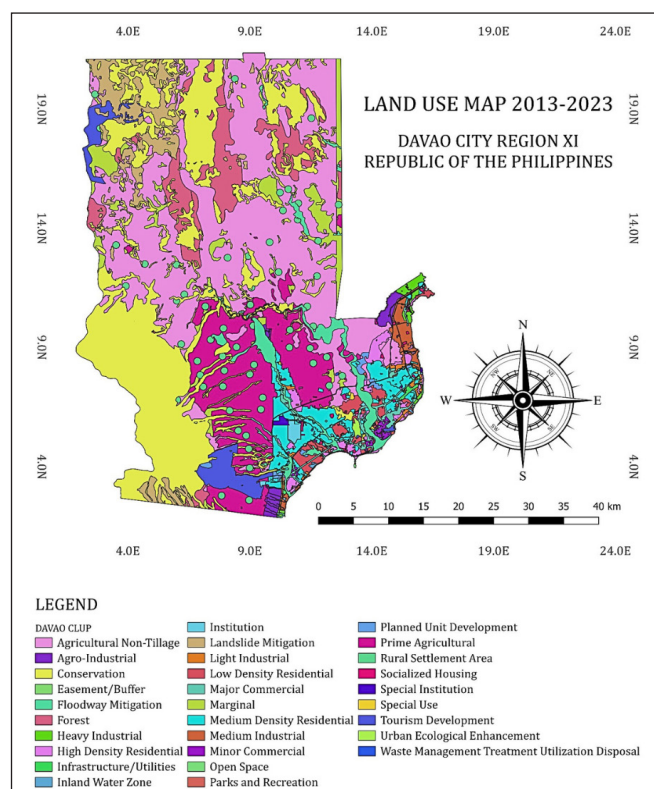 4.0E 9.0E 14.0E 19.0E 23.0E
19.0N 19.0N
LAND USE MAP 2013-2023
DAVAO CITY REGION XI
REPUBLIC OF THE PHILIPPINES
14.0N 14.0N
9.0N 9.0N
N
W E
S
4.0N 4.0N
0 5 10 15 20 25 30 35 40 km
4.0E 9.0E 14.0E 19.0E 23.0E
LEGEND
DAVAO CLUP
Agricultural Non-Tillage
Agro-Industrial
Conservation
Easement/Buffer
Floodway Mitigation
Forest
Heavy Industrial
High Density Residential
Infrastructure/Utilities
Inland Water Zone
Institution
Landslide Mitigation
Light Industrial
Low Density Residential
Major Commercial
Marginal
Medium Density Residential
Medium Industrial
Minor Commercial
Open Space
Parks and Recreation
Planned Unit Development
Prime Agricultural
Rural Settlement Area
Socialized Housing
Special Institution
Special Use
Tourism Development
Urban Ecological Enhancement
Waste Management Treatment Utilization Disposal